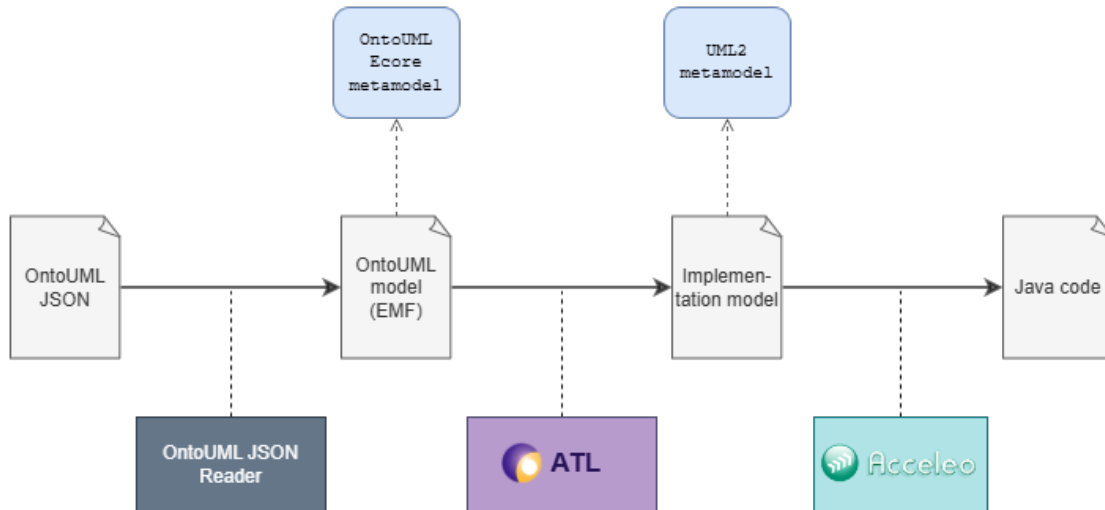 OntoUML
Ecore
metamodel
UML2
metamodel
OntoUML
JSON
OntoUML
model
(EMF)
Implemen-
tation model
Java code
OntoUML JSON
Reader
ATL
Acceleo